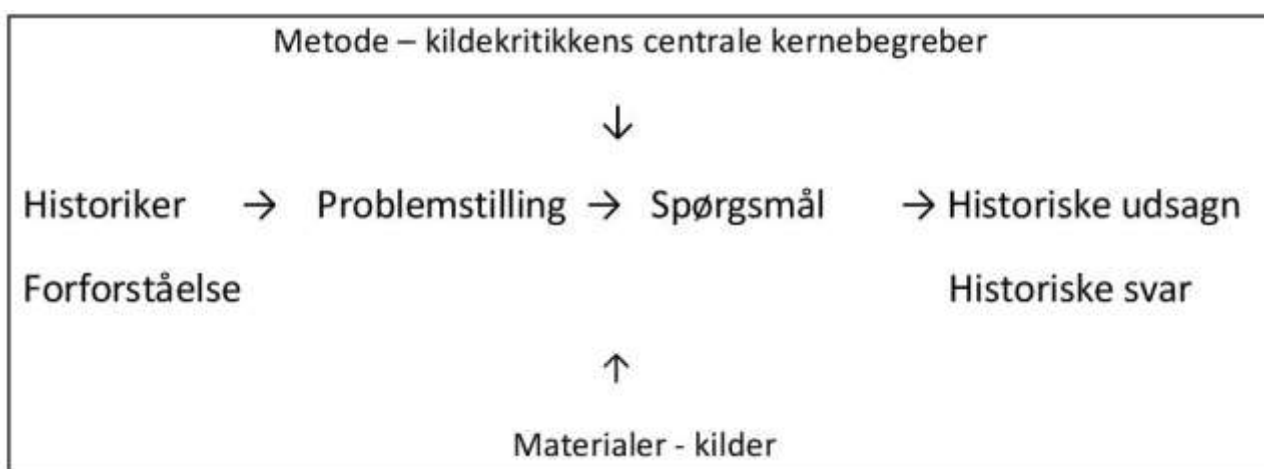 Metode – kildekritikkens centrale kernebegreber
↓
Historiker → Problemstilling → Spørgsmål → Historiske udsagn
Forforståelse Historiske svar
↑
Materialer - kilder